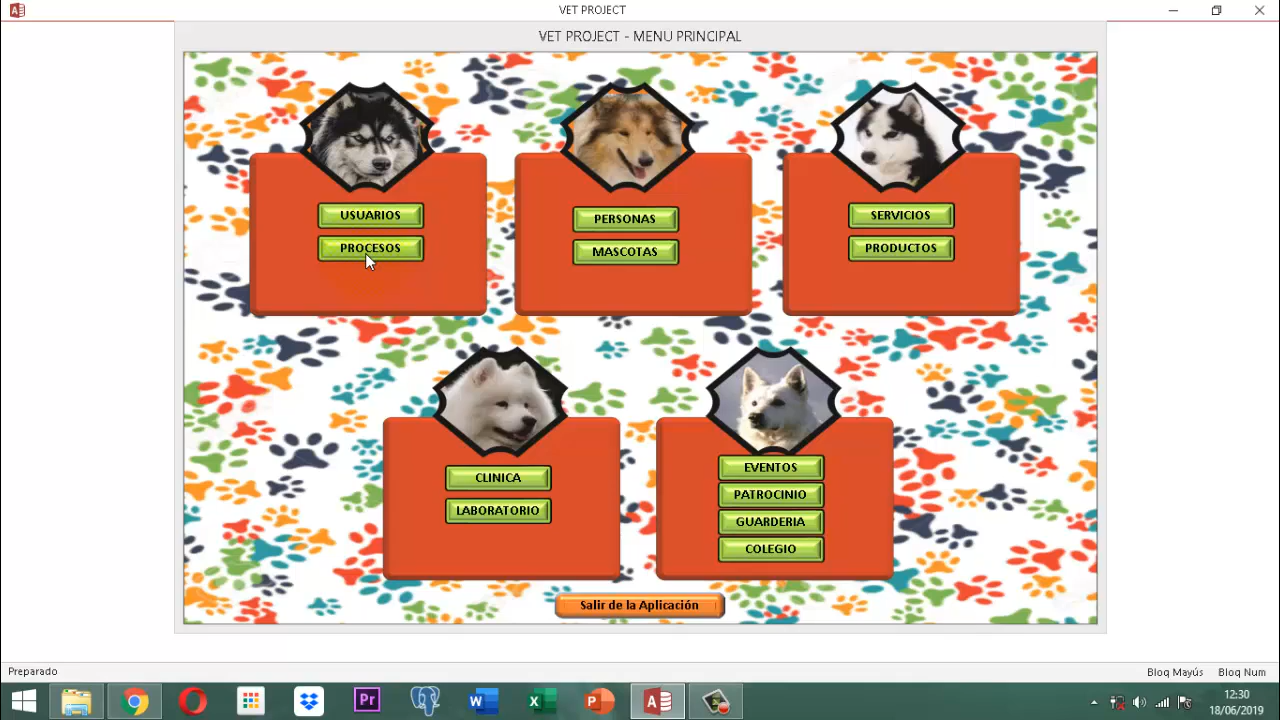 VET PROJECT
VET PROJECT - MENU PRINCIPAL
USUARIOS
PROCESOS
PERSONAS
MASCOTAS
SERVICIOS
PRODUCTOS
CLINICA
LABORATORIO
EVENTOS
PATROCINIO
GUARDERIA
COLEGIO
Salir de la Aplicación
Preparado
Bloq Mayús Bloq Num
Pr
W
X
P
A
12:30
18/06/2019